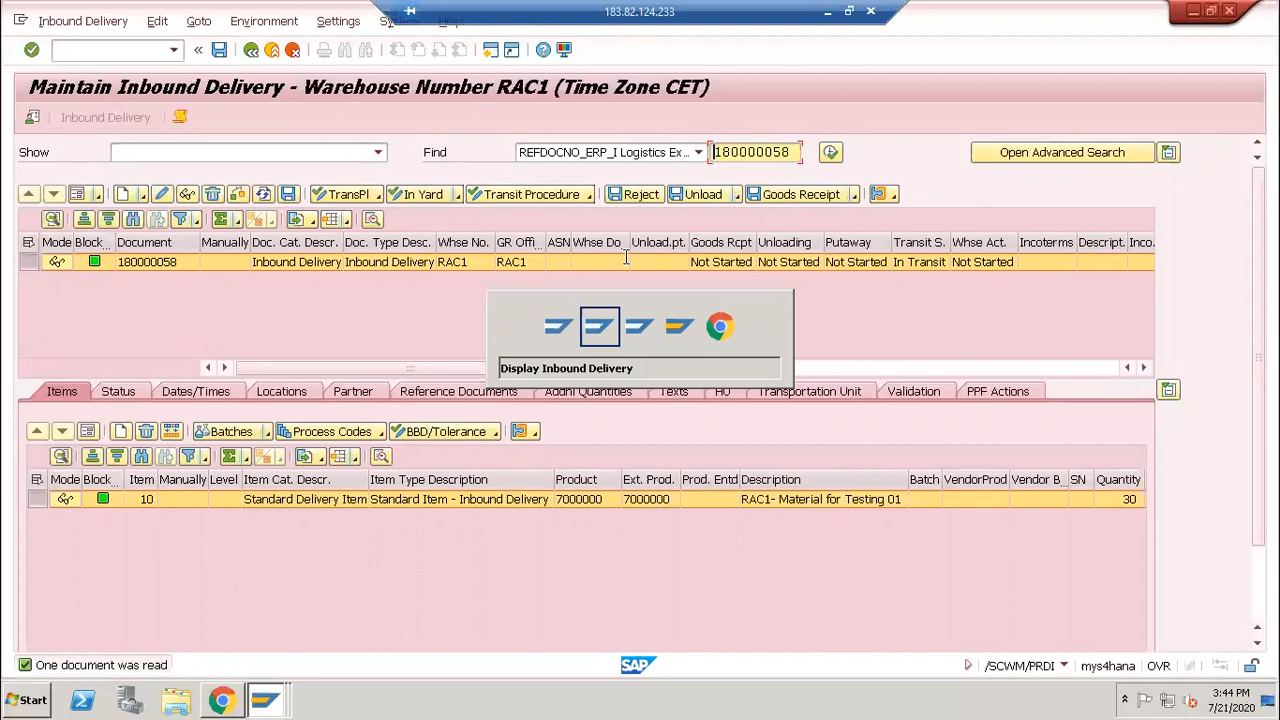 183.82.124.233
Inbound Delivery Edit Goto Environment Settings Help
Maintain Inbound Delivery - Warehouse Number RAC1 (Time Zone CET)
Inbound Delivery
Show Find REFDOCNO_ERP_I Logistics Ex... 180000058 Open Advanced Search
TransPl In Yard Transit Procedure Reject Unload Goods Receipt
Mode Block... Document Manually Doc. Cat. Descr. Doc. Type Desc. Whse No. GR Offi... ASN Whse Do. Unload.pt. Goods Rcpt Unloading Putaway Transit S. Whse Act. Incoterms Descript. Inco.
180000058 Inbound Delivery Inbound Delivery RAC1 RAC1 Not Started Not Started Not Started In Transit Not Started
Display Inbound Delivery
Items Status Dates/Times Locations Partner Reference Documents Addnl Quantities Texts HU Transportation Unit Validation PPF Actions
Batches Process Codes BBD/Tolerance
Mode Block... Item Manually Level Item Cat. Descr. Item Type Description Product Ext. Prod. Prod. Entd Description Batch VendorProd Vendor B... SN Quantity
10 Standard Delivery Item Standard Item - Inbound Delivery 7000000 7000000 RAC1- Material for Testing 01 30
One document was read SAP /SCWM/PRDI mys4hana OVR
Start 3:44 PM
7/21/2020